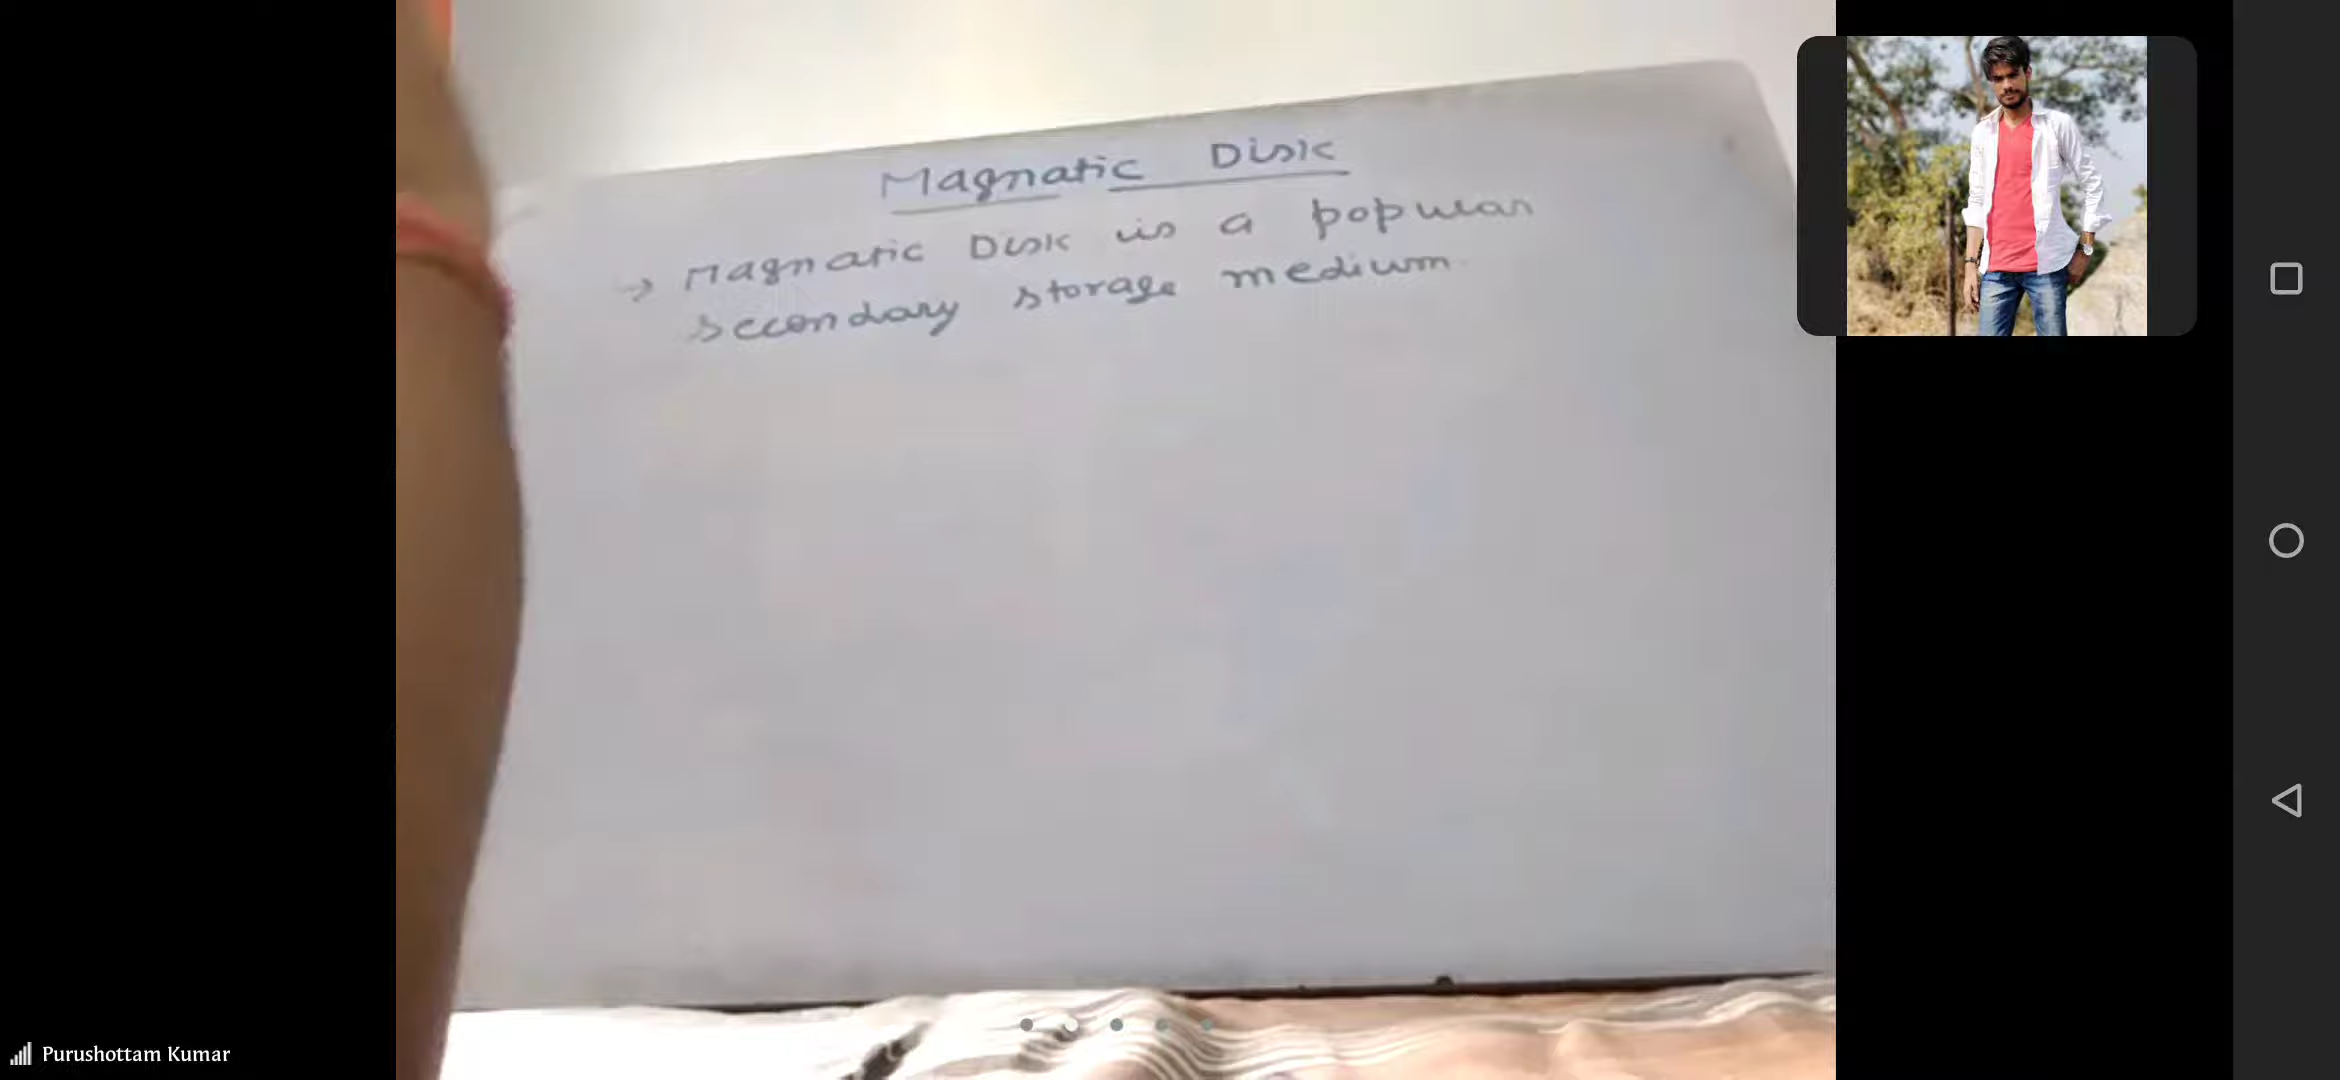 Magnatic Disk
→ Magnatic Disk is a popular
secondary storage medium.
Purushottam Kumar